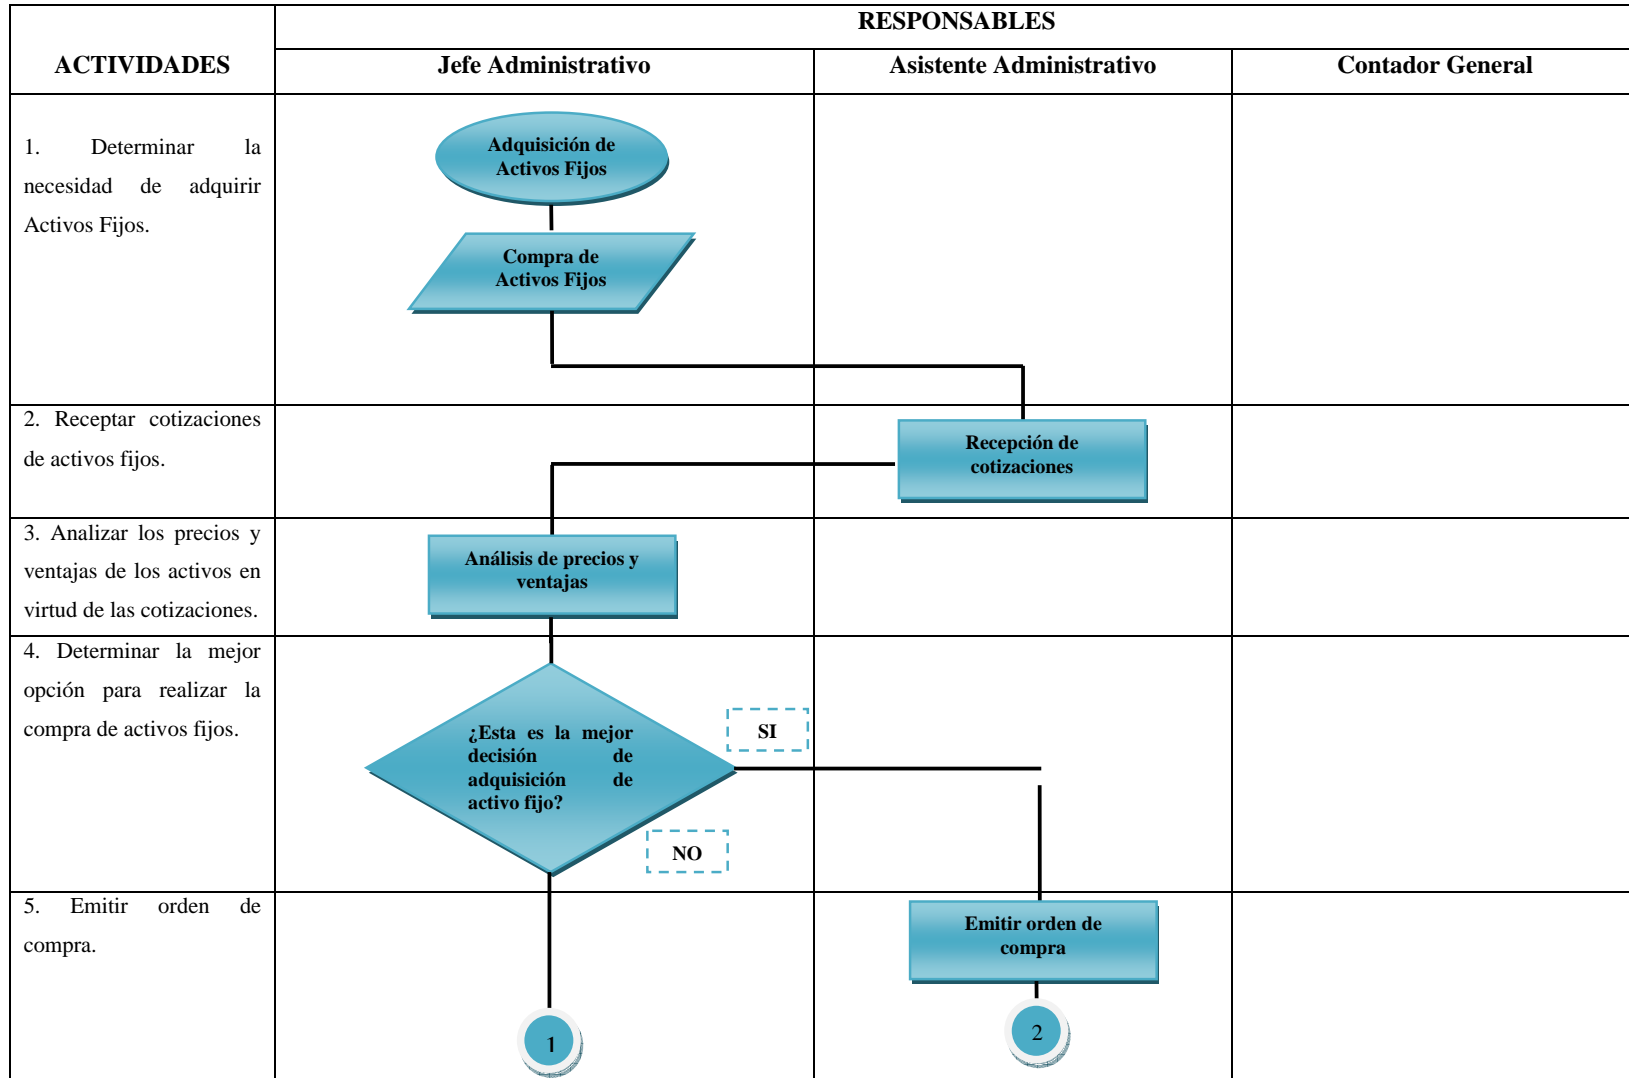 RESPONSABLES
ACTIVIDADES
Jefe Administrativo
Asistente Administrativo
Contador General
1. Determinar la
necesidad de adquirir
Activos Fijos.
Adquisición de
Activos Fijos
Compra de
Activos Fijos
2. Receptar cotizaciones
de activos fijos.
Recepción de
cotizaciones
3. Analizar los precios y
ventajas de los activos en
virtud de las cotizaciones.
Análisis de precios y
ventajas
4. Determinar la mejor
opción para realizar la
compra de activos fijos.
¿Esta es la mejor
decisión de
adquisición de
activo fijo?
SI
NO
5. Emitir orden de
compra.
Emitir orden de
compra
1
2